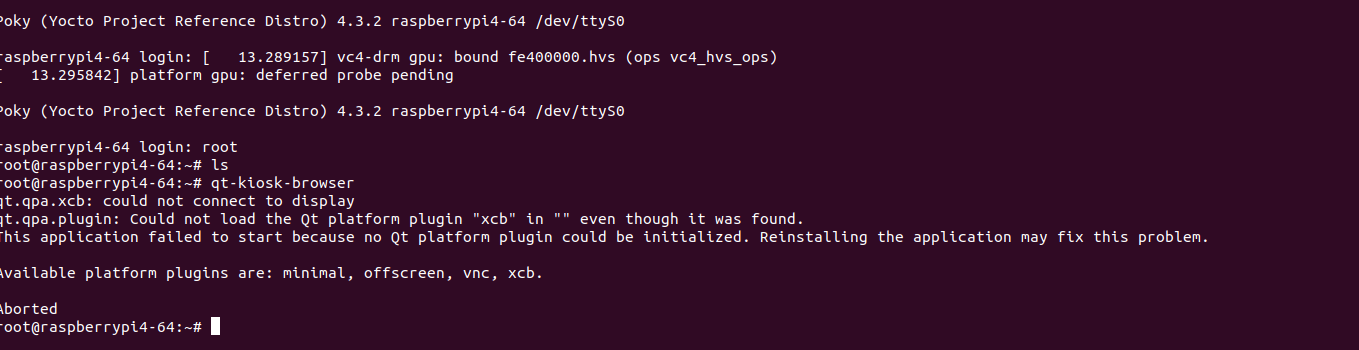 Poky (Yocto Project Reference Distro) 4.3.2 raspberrypi4-64 /dev/ttyS0
raspberrypi4-64 login: [   13.289157] vc4-drm gpu: bound fe400000.hvs (ops vc4_hvs_ops)
[   13.295842] platform gpu: deferred probe pending
Poky (Yocto Project Reference Distro) 4.3.2 raspberrypi4-64 /dev/ttyS0
raspberrypi4-64 login: root
root@raspberrypi4-64:~# ls
root@raspberrypi4-64:~# qt-kiosk-browser
qt.qpa.xcb: could not connect to display
qt.qpa.plugin: Could not load the Qt platform plugin "xcb" in "" even though it was found.
This application failed to start because no Qt platform plugin could be initialized. Reinstalling the application may fix this problem.
Available platform plugins are: minimal, offscreen, vnc, xcb.
Aborted
root@raspberrypi4-64:~#